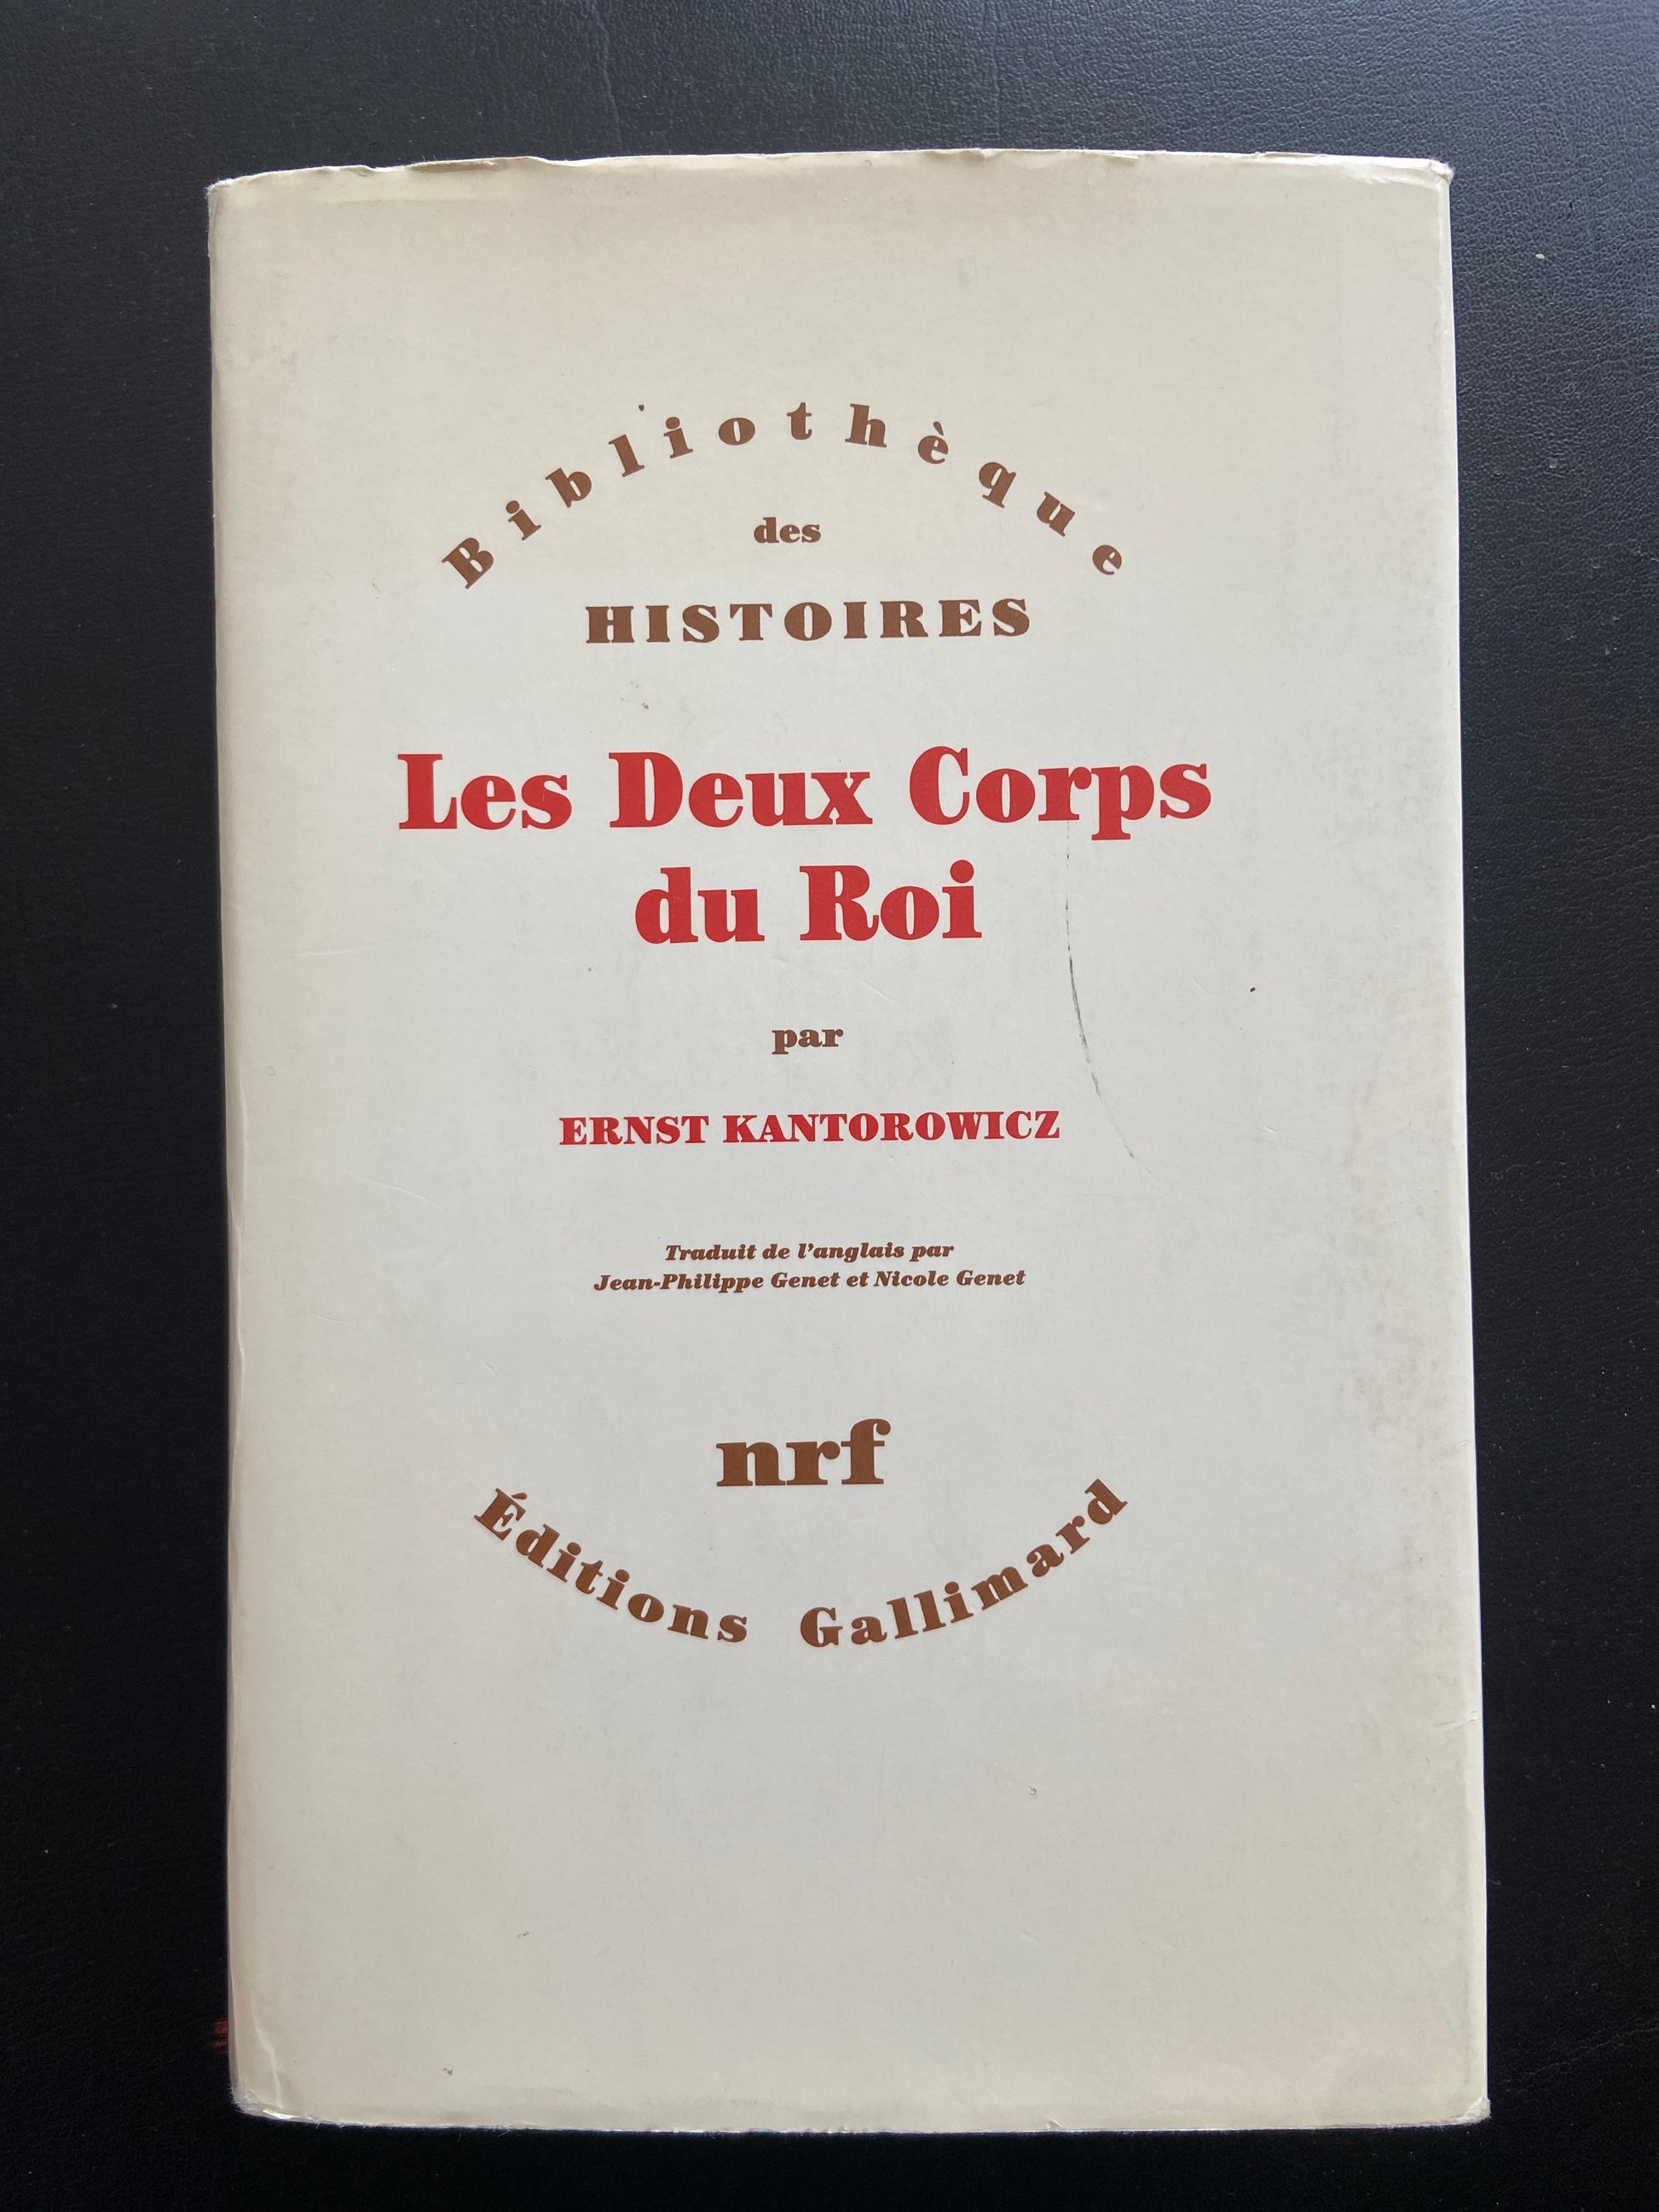 Bibliothèque
des
HISTOIRES
Les Deux Corps
du Roi
par
ERNST KANTOROWICZ
Traduit de l'anglais par
Jean-Philippe Genet et Nicole Genet
nrf
Éditions Gallimard